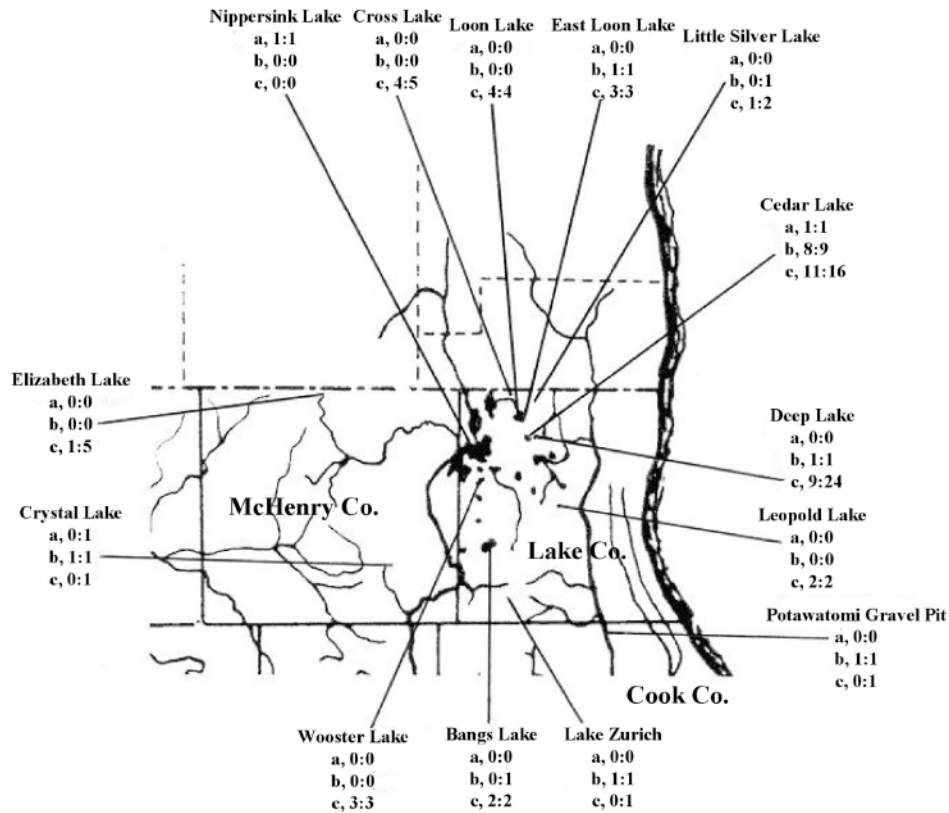 Nippersink Lake
a, 1:1
b, 0:0
c, 0:0
Cross Lake
a, 0:0
b, 0:0
c, 4:5
Loon Lake
a, 0:0
b, 0:0
c, 4:4
East Loon Lake
a, 0:0
b, 1:1
c, 3:3
Little Silver Lake
a, 0:0
b, 0:1
c, 1:2
Cedar Lake
a, 1:1
b, 8:9
c, 11:16
Elizabeth Lake
a, 0:0
b, 0:0
c, 1:5
Deep Lake
a, 0:0
b, 1:1
c, 9:24
McHenry Co.
Crystal Lake
a, 0:1
b, 1:1
c, 0:1
Lake Co.
Leopold Lake
a, 0:0
b, 0:0
c, 2:2
Potawatomi Gravel Pit
a, 0:0
b, 1:1
c, 0:1
Cook Co.
Wooster Lake
a, 0:0
b, 0:0
c, 3:3
Bangs Lake
a, 0:0
b, 0:1
c, 2:2
Lake Zurich
a, 0:0
b, 1:1
c, 0:1